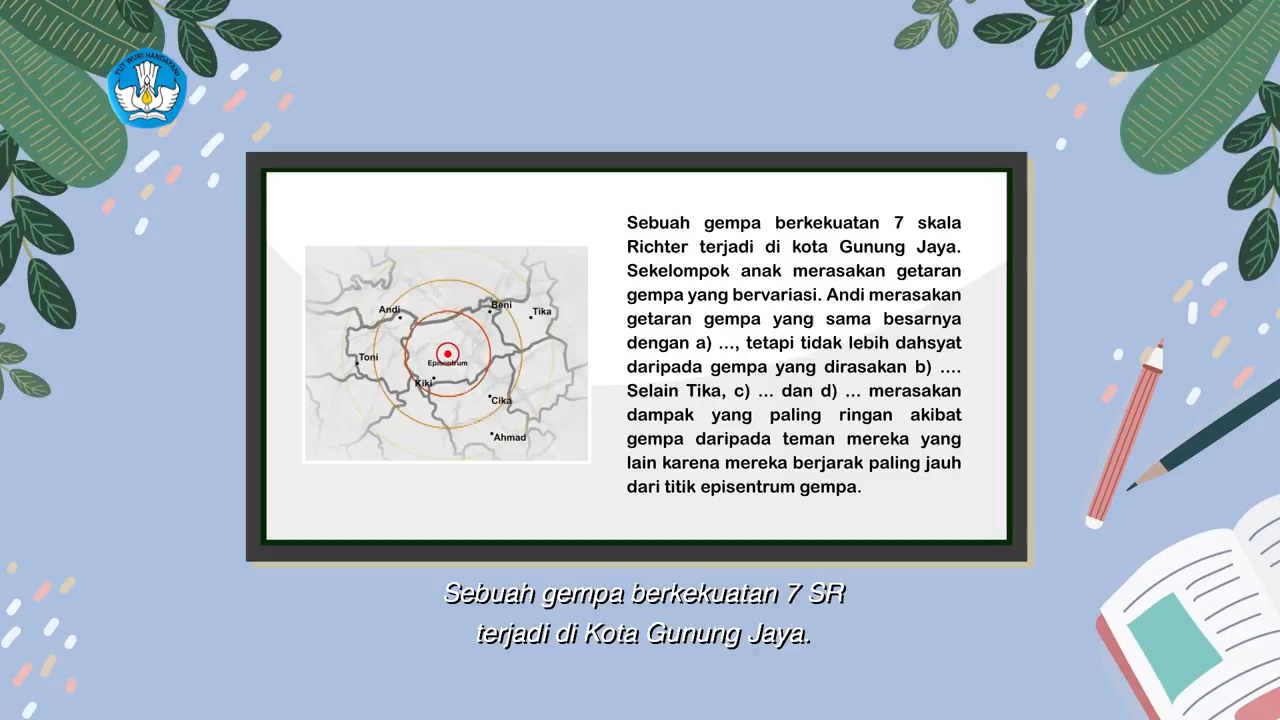 TUT WURI HANDAYANI
Andi
Beni
Tika
Toni
Episentrum
Kiki
Cika
Ahmad
Sebuah gempa berkekuatan 7 skala
Richter terjadi di kota Gunung Jaya.
Sekelompok anak merasakan getaran
gempa yang bervariasi. Andi merasakan
getaran gempa yang sama besarnya
dengan a) ..., tetapi tidak lebih dahsyat
daripada gempa yang dirasakan b) ....
Selain Tika, c) ... dan d) ... merasakan
dampak yang paling ringan akibat
gempa daripada teman mereka yang
lain karena mereka berjarak paling jauh
dari titik episentrum gempa.
Sebuah gempa berkekuatan 7 SR
terjadi di Kota Gunung Jaya.